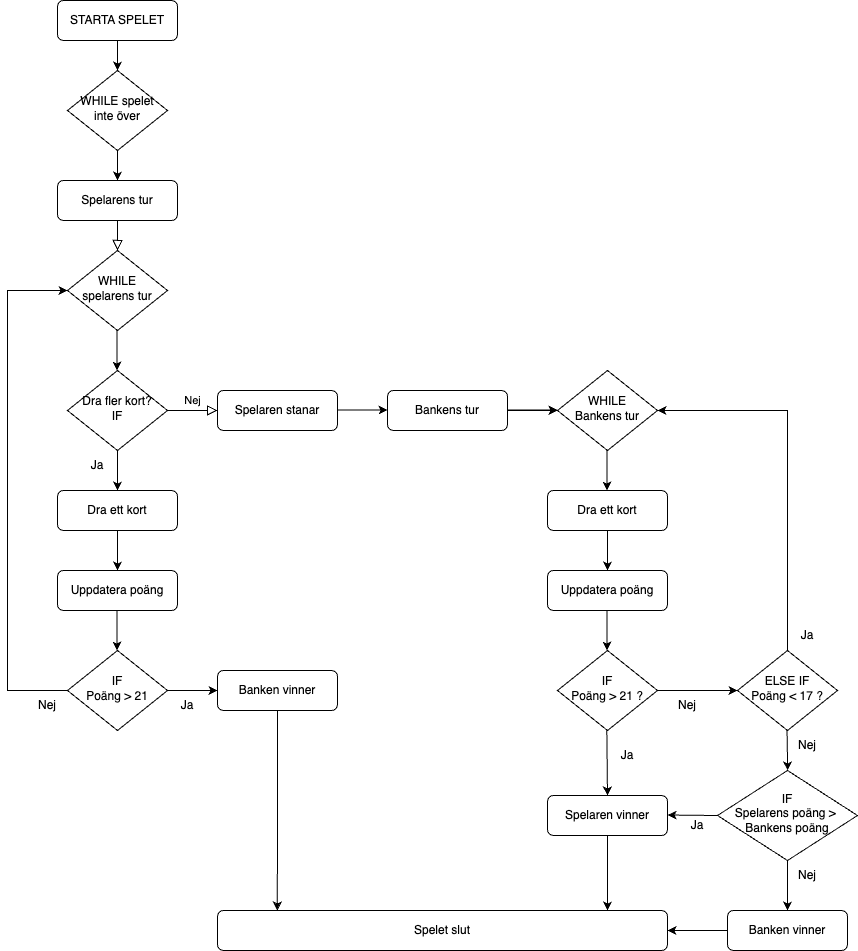 STARTA SPELET
WHILE spelet
inte över
Spelarens tur
WHILE
spelarens tur
Dra fler kort?
IF
Nej
Spelaren stanar
Bankens tur
WHILE
Bankens tur
Ja
Dra ett kort
Dra ett kort
Uppdatera poäng
Uppdatera poäng
Ja
IF
Poäng > 21
Nej
Ja
Banken vinner
IF
Poäng > 21 ?
Nej
ELSE IF
Poäng < 17 ?
Nej
Ja
Spelaren vinner
Ja
IF
Spelarens poäng >
Bankens poäng
Nej
Spelet slut
Banken vinner